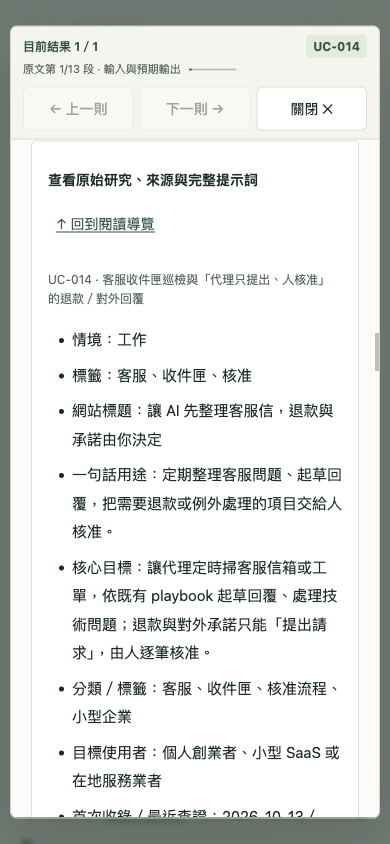 目前結果 1 / 1
UC-014
原文第 1/13 段 · 輸入與預期輸出
← 上一則
下一則 →
關閉 ✕
查看原始研究、來源與完整提示詞
↑ 回到閱讀導覽
UC-014 · 客服收件匣巡檢與「代理只提出、人核准」
的退款 / 對外回覆
• 情境：工作
• 標籤：客服、收件匣、核准
• 網站標題：讓 AI 先整理客服信，退款與
承諾由你決定
• 一句話用途：定期整理客服問題、起草回
覆，把需要退款或例外處理的項目交給人
核准。
• 核心目標：讓代理定時掃客服信箱或工
單，依既有 playbook 起草回覆、處理技
術問題；退款與對外承諾只能「提出請
求」，由人逐筆核准。
• 分類 / 標籤：客服、收件匣、核准流程、
小型企業
• 目標使用者：個人創業者、小型 SaaS 或
在地服務業者
• 首次收錄 / 最近查證：2026-10-13 /